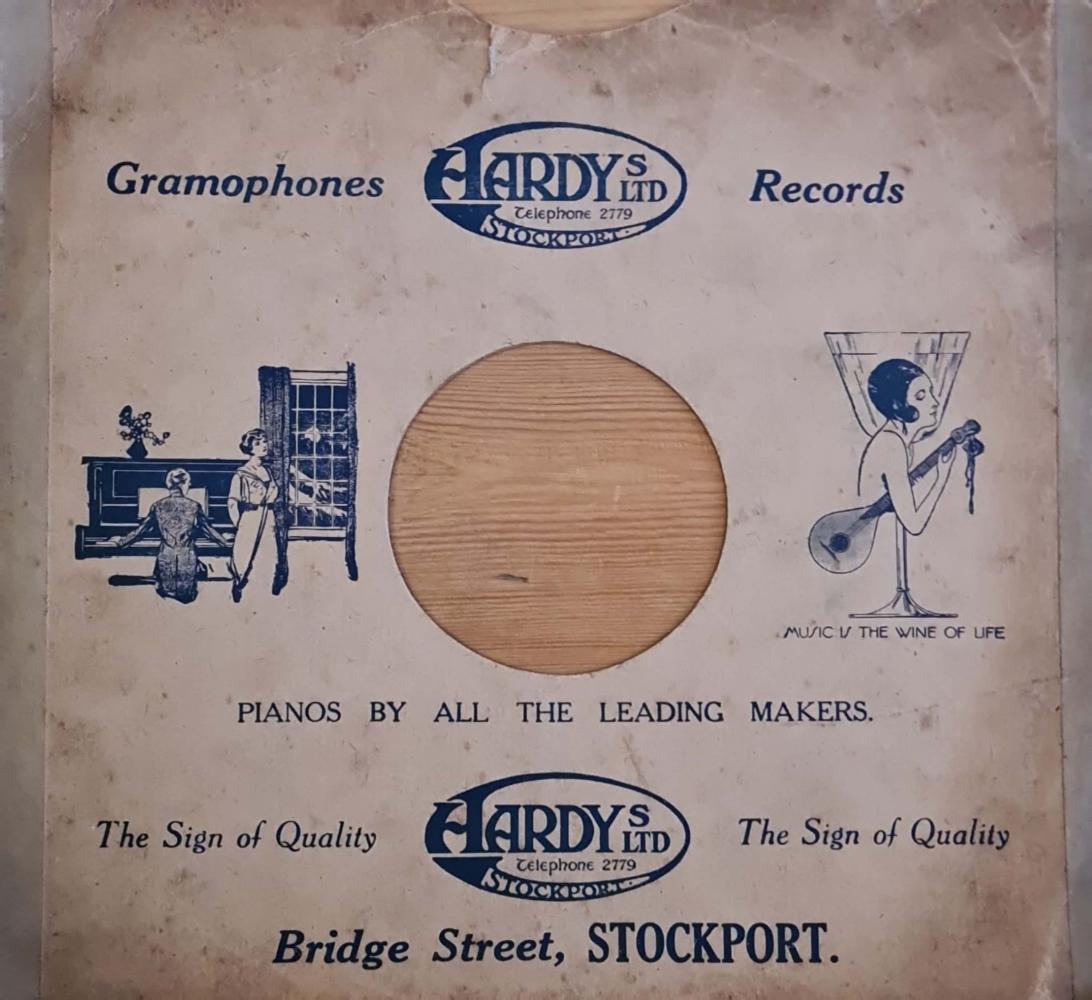 Gramophones
HARDYS LTD
Telephone 2779
STOCKPORT.
Records
MUSIC IS THE WINE OF LIFE
PIANOS BY ALL THE LEADING MAKERS.
The Sign of Quality
HARDYS LTD
Telephone 2779
STOCKPORT.
The Sign of Quality
Bridge Street, STOCKPORT.